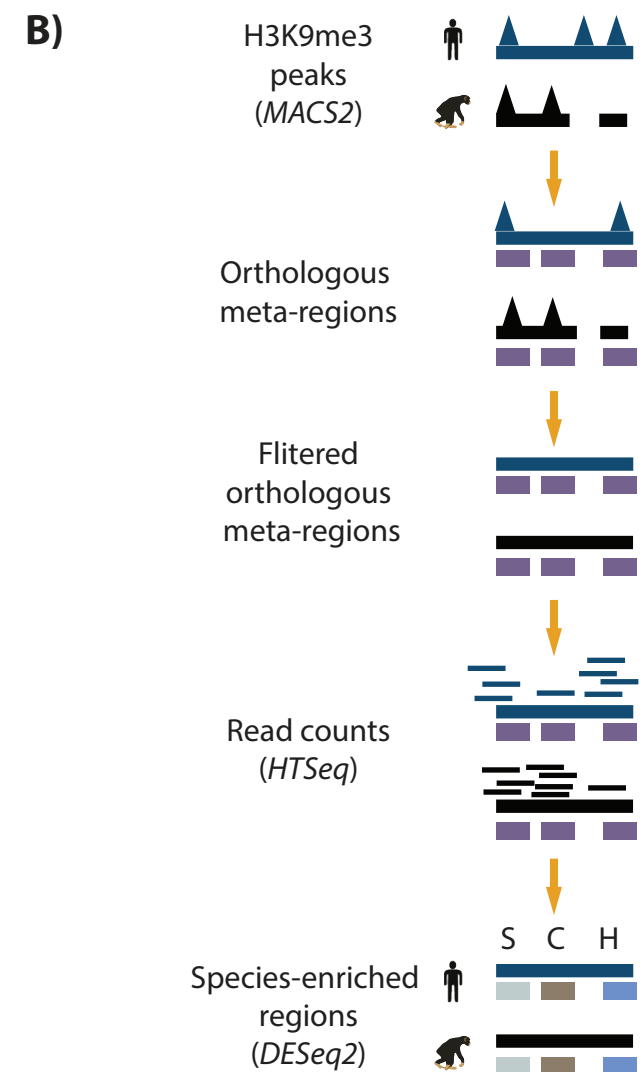 B)
H3K9me3
peaks
(MACS2)
Orthologous
meta-regions
Flitered
orthologous
meta-regions
Read counts
(HTSeq)
S C H
Species-enriched
regions
(DESeq2)